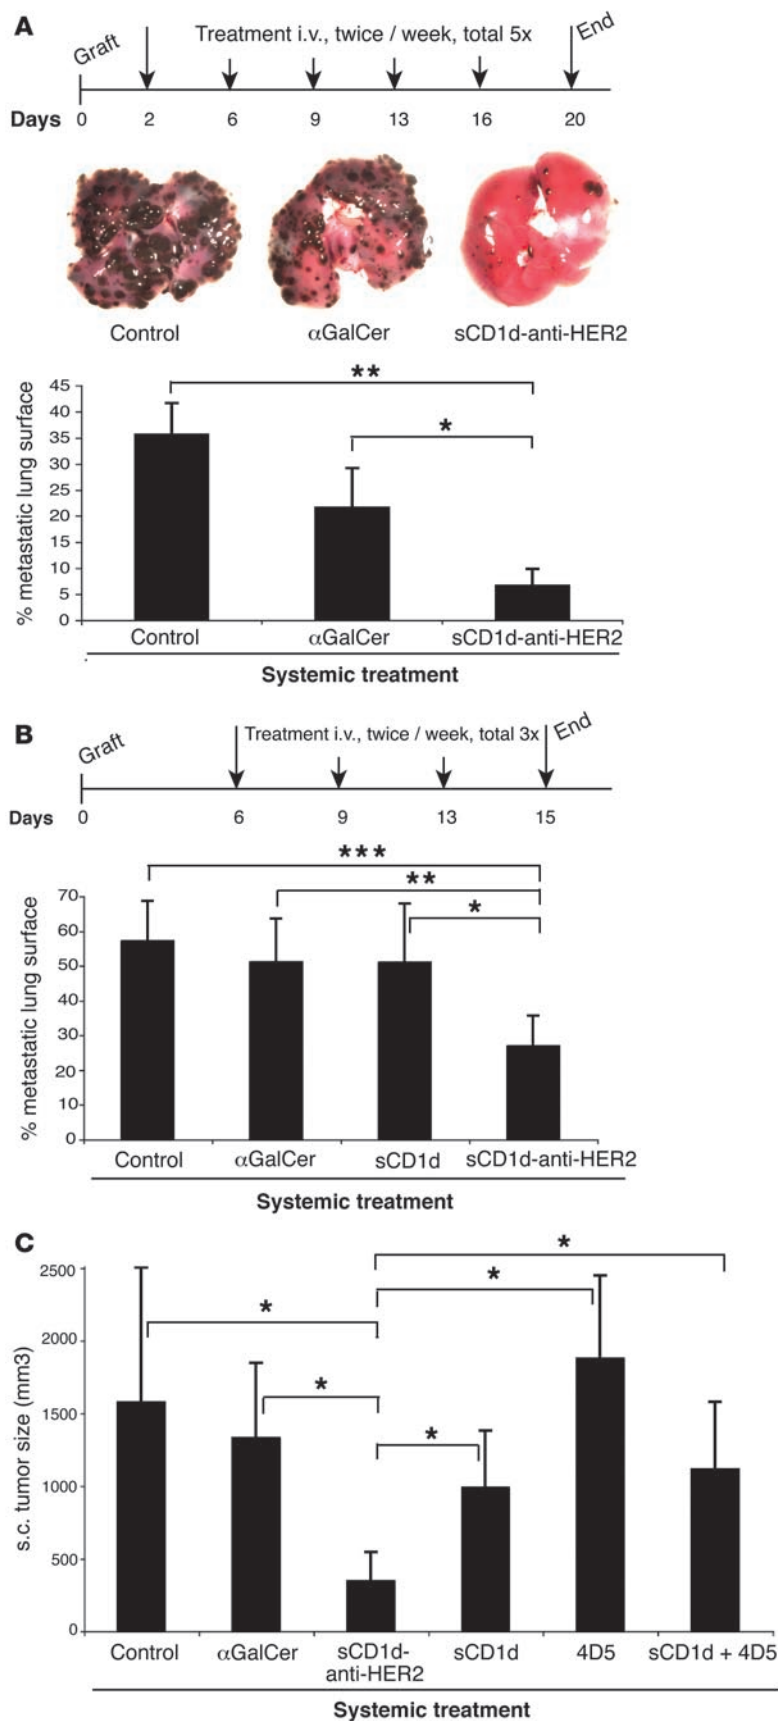 A
Graft
Treatment i.v., twice / week, total 5x
End
Days 0 2 6 9 13 16 20
Control αGalCer sCD1d-anti-HER2
**
*
% metastatic lung surface
45
40
35
30
25
20
15
10
5
0
Control αGalCer sCD1d-anti-HER2
Systemic treatment
B
Graft
Treatment i.v., twice / week, total 3x
End
Days 0 6 9 13 15
***
**
*
% metastatic lung surface
70
60
50
40
30
20
10
0
Control αGalCer sCD1d sCD1d-anti-HER2
Systemic treatment
C
*
*
*
*
*
s.c. tumor size (mm3)
2500
2000
1500
1000
500
0
Control αGalCer sCD1d- sCD1d 4D5 sCD1d + 4D5
anti-HER2
Systemic treatment